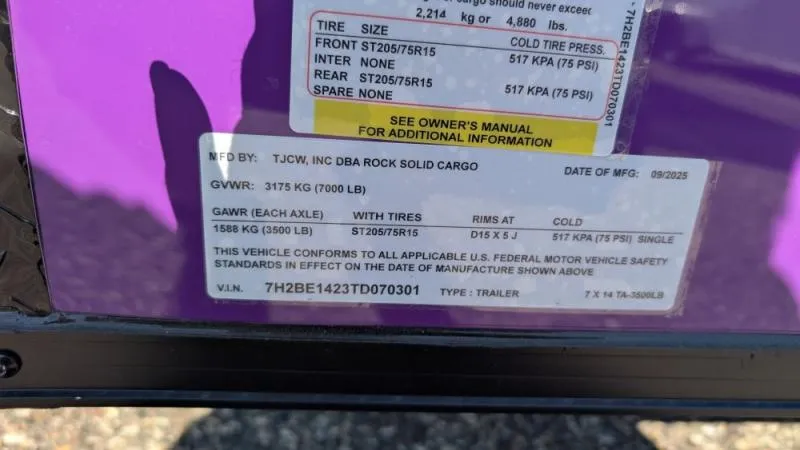 cargo should never exceed
2,214 kg or 4,880 lbs.
TIRE SIZE COLD TIRE PRESS.
FRONT ST205/75R15 517 KPA (75 PSI)
INTER NONE
REAR ST205/75R15 517 KPA (75 PSI)
SPARE NONE
SEE OWNER'S MANUAL
FOR ADDITIONAL INFORMATION
- 7H2BE1423TD070301
MFD BY: TJCW, INC DBA ROCK SOLID CARGO DATE OF MFG: 09/2025
GVWR: 3175 KG (7000 LB)
GAWR (EACH AXLE) WITH TIRES RIMS AT COLD
1588 KG (3500 LB) ST205/75R15 D15 X 5 J 517 KPA (75 PSI) SINGLE
THIS VEHICLE CONFORMS TO ALL APPLICABLE U.S. FEDERAL MOTOR VEHICLE SAFETY
STANDARDS IN EFFECT ON THE DATE OF MANUFACTURE SHOWN ABOVE
V.I.N. 7H2BE1423TD070301 TYPE : TRAILER 7 X 14 TA-3500LB